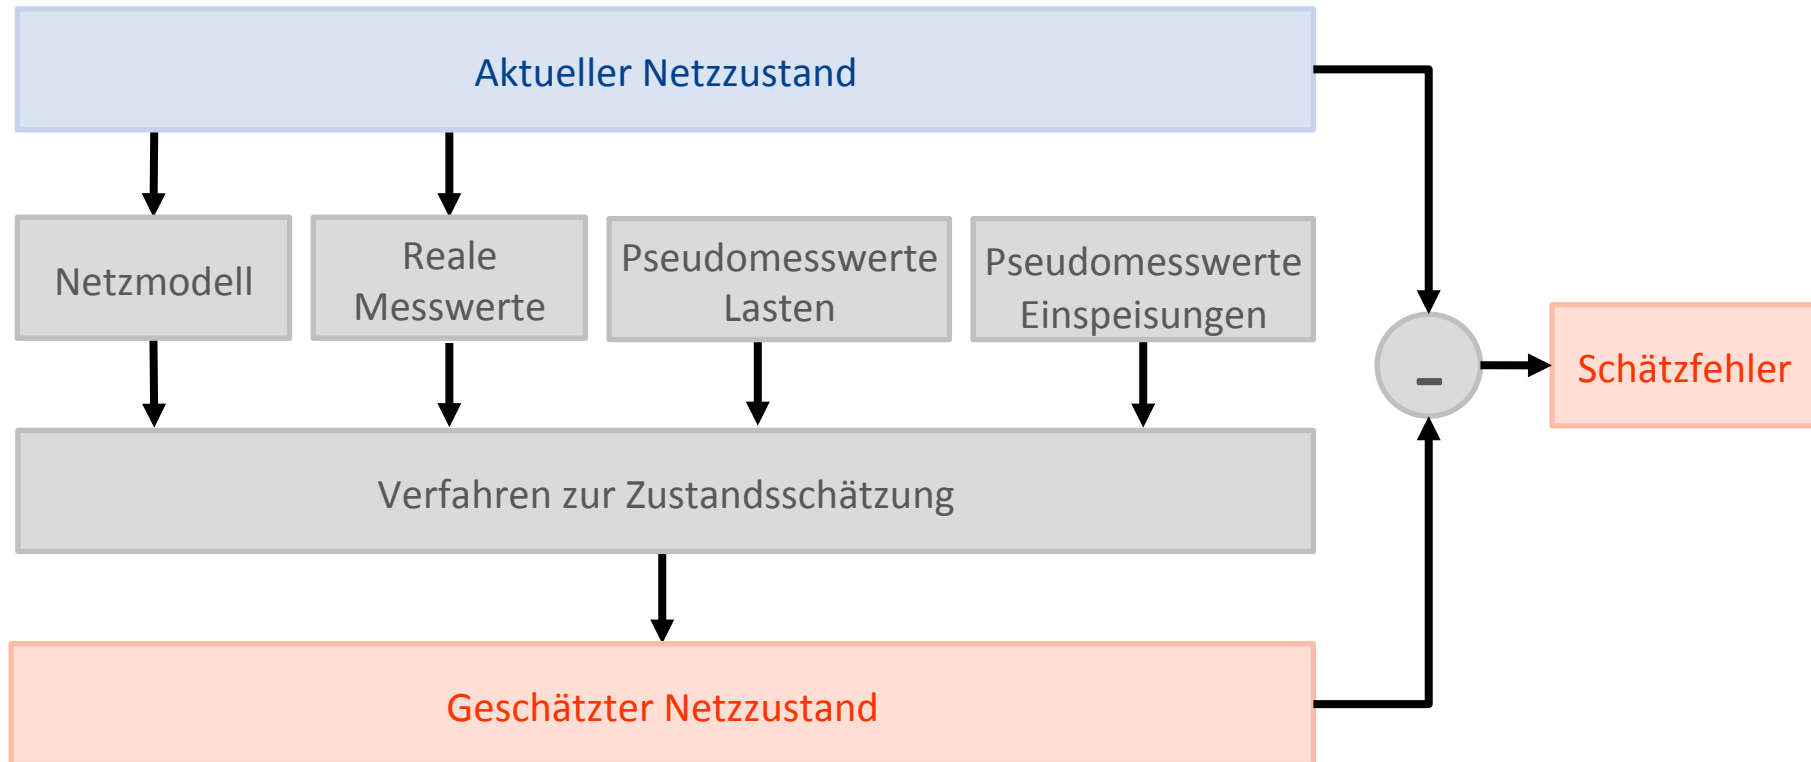 Aktueller Netzzustand
Netzmodell
Reale
Messwerte
Pseudomesswerte
Lasten
Pseudomesswerte
Einspeisungen
-
Schätzfehler
Verfahren zur Zustandsschätzung
Geschätzter Netzzustand